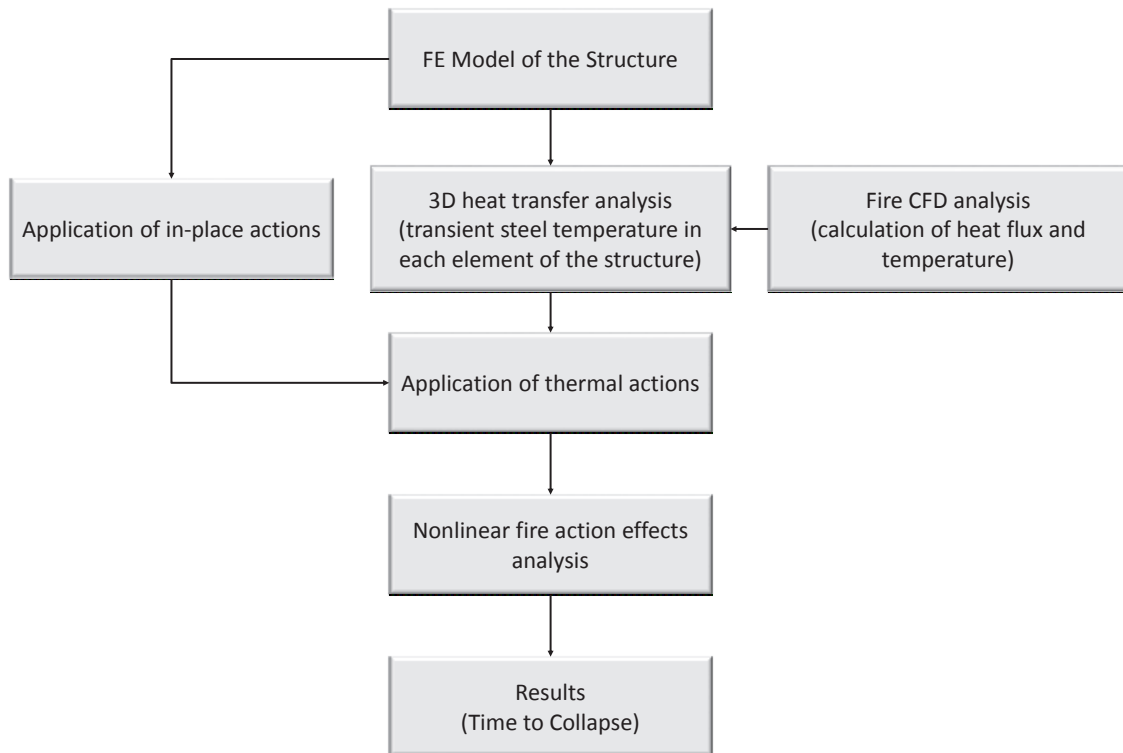 FE Model of the Structure
Application of in-place actions
3D heat transfer analysis
(transient steel temperature in
each element of the structure)
Fire CFD analysis
(calculation of heat flux and
temperature)
Application of thermal actions
Nonlinear fire action effects
analysis
Results
(Time to Collapse)